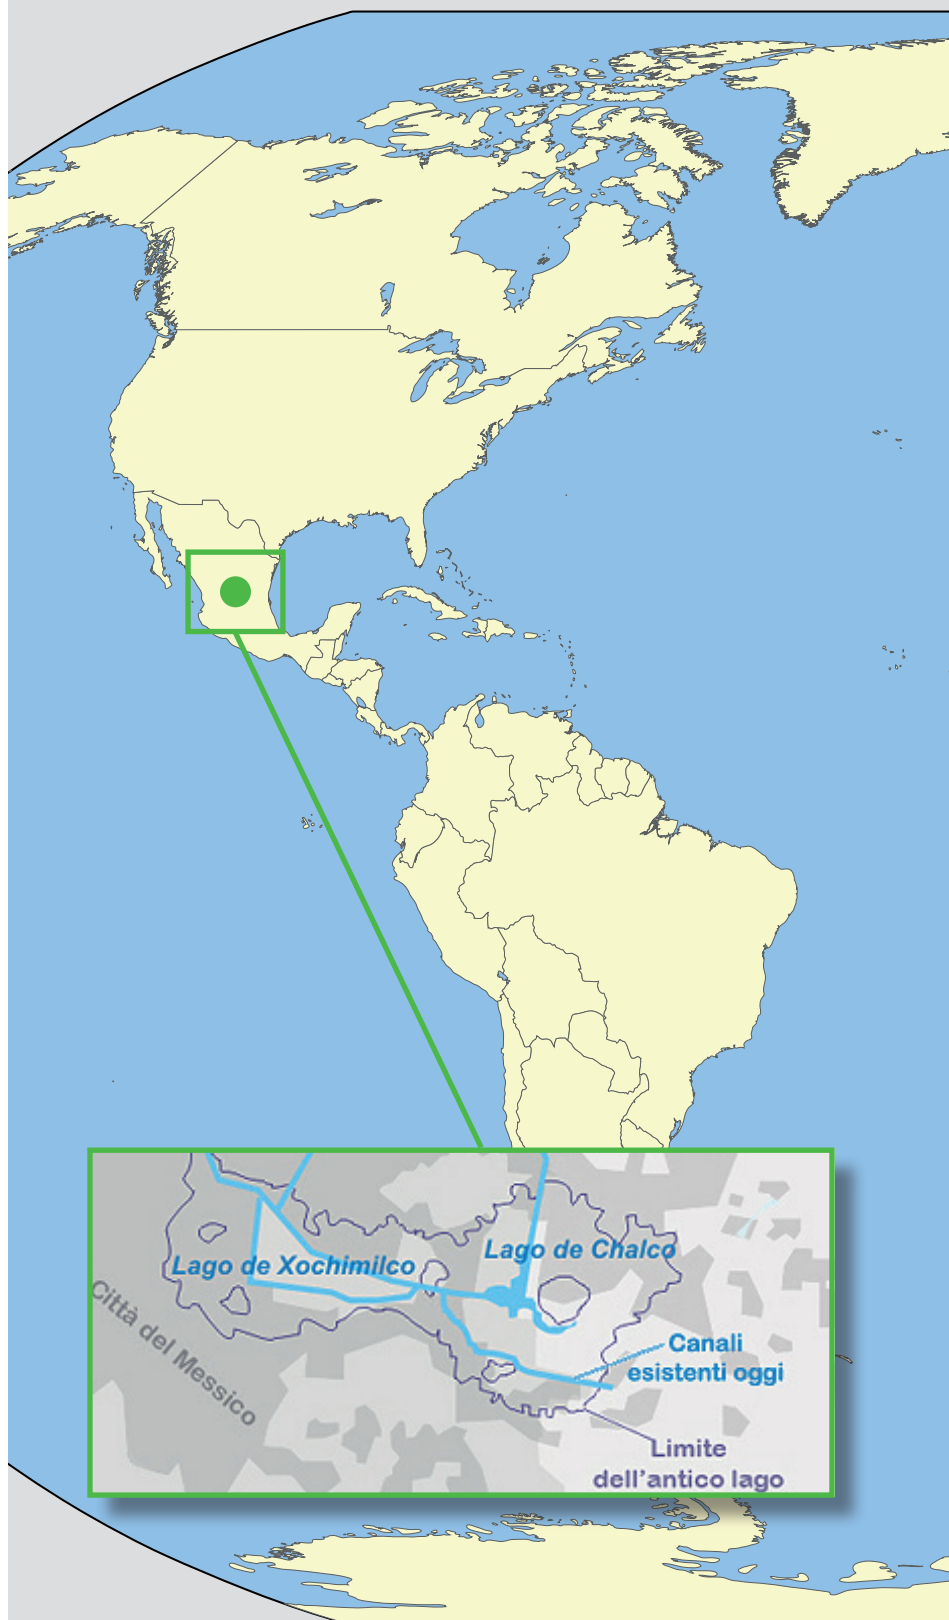 Lago de Chalco
Lago de Xochimilco
Città del Messico
Canali
esistenti oggi
Limite
dell'antico lago